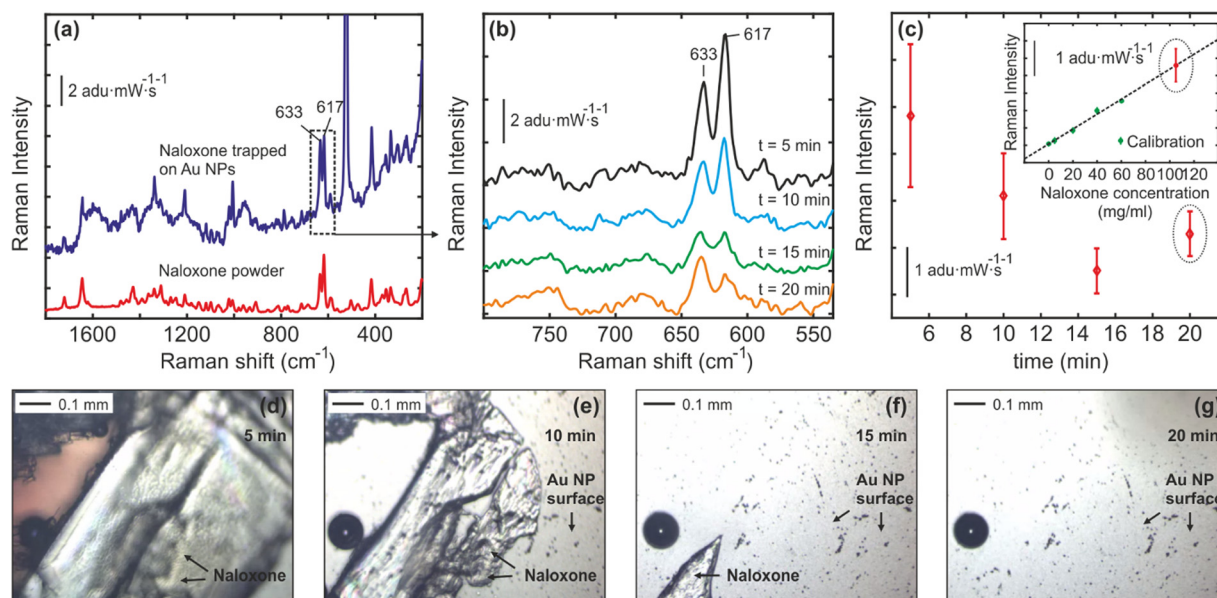 (a)
2 adu·mW·s-1-1
633
617
Naloxone trapped
on Au NPs
Naloxone powder
Raman Intensity
1600
1200
800
400
Raman shift (cm-1)
(b)
633
617
2 adu·mW·s-1-1
t = 5 min
t = 10 min
t = 15 min
t = 20 min
Raman Intensity
750
700
650
600
550
Raman shift (cm-1)
(c)
1 adu·mW·s-1-1
Raman Intensity
Calibration
0
20
40
60
80
100
120
Naloxone concentration
(mg/ml)
1 adu·mW·s-1-1
Raman Intensity
6
8
10
12
14
16
18
20
time (min)
0.1 mm
(d)
5 min
Naloxone
0.1 mm
(e)
10 min
Au NP
surface
Naloxone
0.1 mm
(f)
15 min
Au NP
surface
Naloxone
0.1 mm
(g)
20 min
Au NP
surface